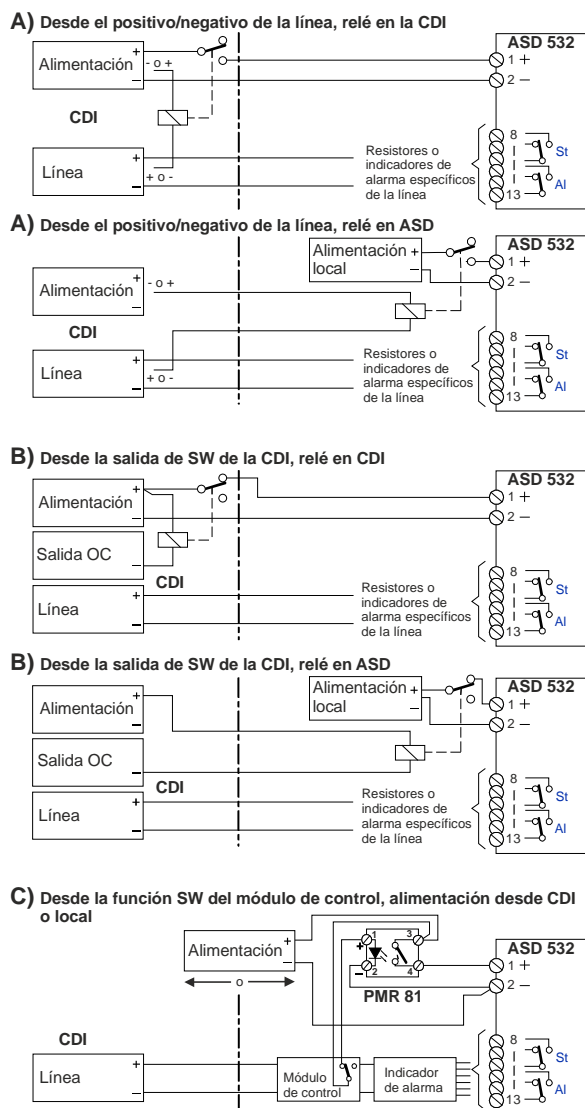 A) Desde el positivo/negativo de la línea, relé en la CDI
ASD 532
Alimentación
+
- o +
–
1 +
2 –
CDI
Línea
+
+ o -
–
Resistores o
indicadores de
alarma específicos
de la línea
8
13
St
Al
A) Desde el positivo/negativo de la línea, relé en ASD
ASD 532
Alimentación +
local –
1 +
2 –
Alimentación
- o +
–
CDI
Línea
+
+ o -
–
Resistores o
indicadores de
alarma específicos
de la línea
8
13
St
Al
B) Desde la salida de SW de la CDI, relé en CDI
ASD 532
Alimentación
+
–
1 +
2 –
Salida OC
–
CDI
Línea
+
–
Resistores o
indicadores de
alarma específicos
de la línea
8
13
St
Al
B) Desde la salida de SW de la CDI, relé en ASD
ASD 532
Alimentación +
local –
1 +
2 –
Alimentación
+
–
Salida OC
–
CDI
Línea
+
–
Resistores o
indicadores de
alarma específicos
de la línea
8
13
St
Al
C) Desde la función SW del módulo de control, alimentación desde CDI
o local
Alimentación
+
–
o
1
3
+
–
2
4
PMR 81
ASD 532
1 +
2 –
CDI
Línea
+
–
Módulo
de control
Indicador
de alarma
8
13
St
Al